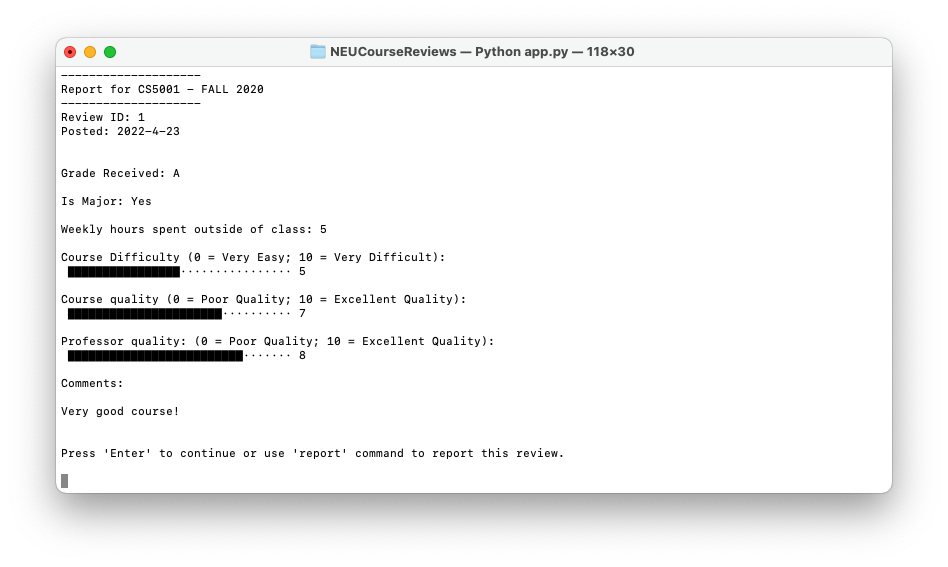 NEUCourseReviews — Python app.py — 118×30
--------------------
Report for CS5001 - FALL 2020
--------------------
Review ID: 1
Posted: 2022-4-23
Grade Received: A
Is Major: Yes
Weekly hours spent outside of class: 5
Course Difficulty (0 = Very Easy; 10 = Very Difficult):
████████████████················ 5
Course quality (0 = Poor Quality; 10 = Excellent Quality):
██████████████████████·········· 7
Professor quality: (0 = Poor Quality; 10 = Excellent Quality):
█████████████████████████······· 8
Comments:
Very good course!
Press 'Enter' to continue or use 'report' command to report this review.